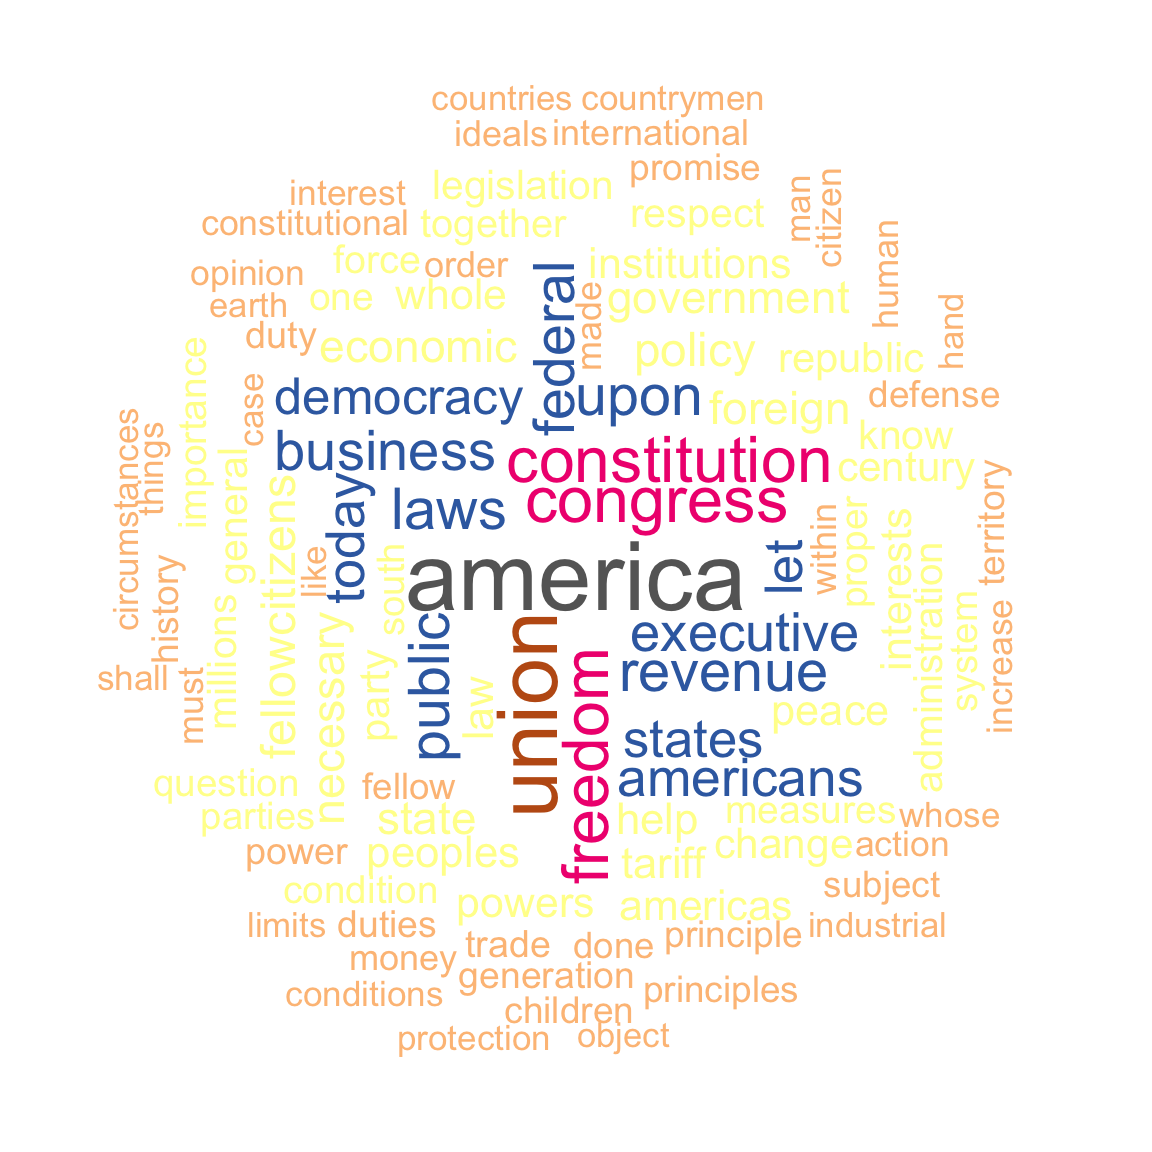 countries countrymen
ideals international
promise
legislation
interest
man
citizen
respect
constitutional together
human
force order
institutions
opinion
federal
made
government
earth one whole
hand
duty
economic
policy republic
importance
case
democracy
upon
defense
foreign
circumstances
things
general
business
constitution
know
century
fellowcitizens
today
laws
congress
within
proper
interests
territory
history
like
south
america
let
administration
millions
necessary
public
union
executive
system
increase
shall
must
party
law
freedom
revenue
peace
states
question
fellow
americans
parties
state
help measures whose
power peoples
tariff change action
condition
powers americas
subject
limits duties
trade done principle industrial
money
generation
conditions
principles
children
protection
object